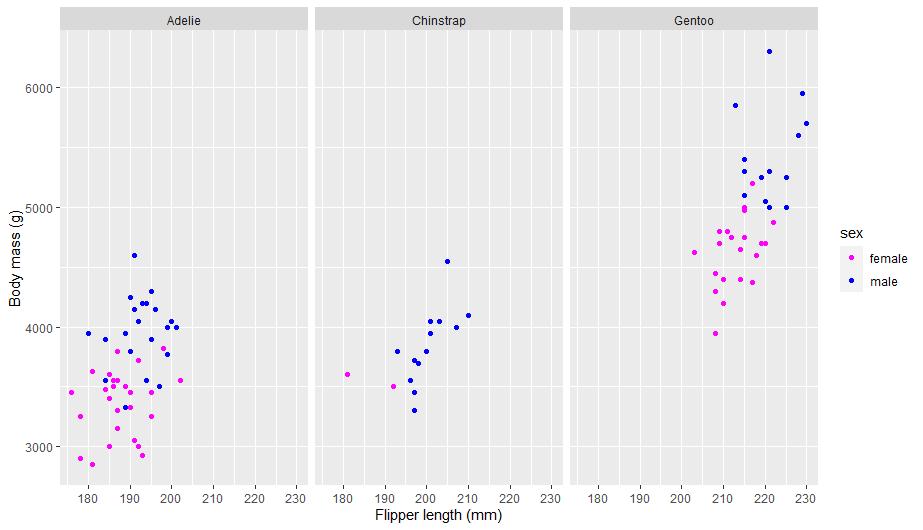 Adelie Chinstrap Gentoo
6000
5000
4000
3000
Body mass (g)
180 190 200 210 220 230 180 190 200 210 220 230 180 190 200 210 220 230
Flipper length (mm)
sex
female
male